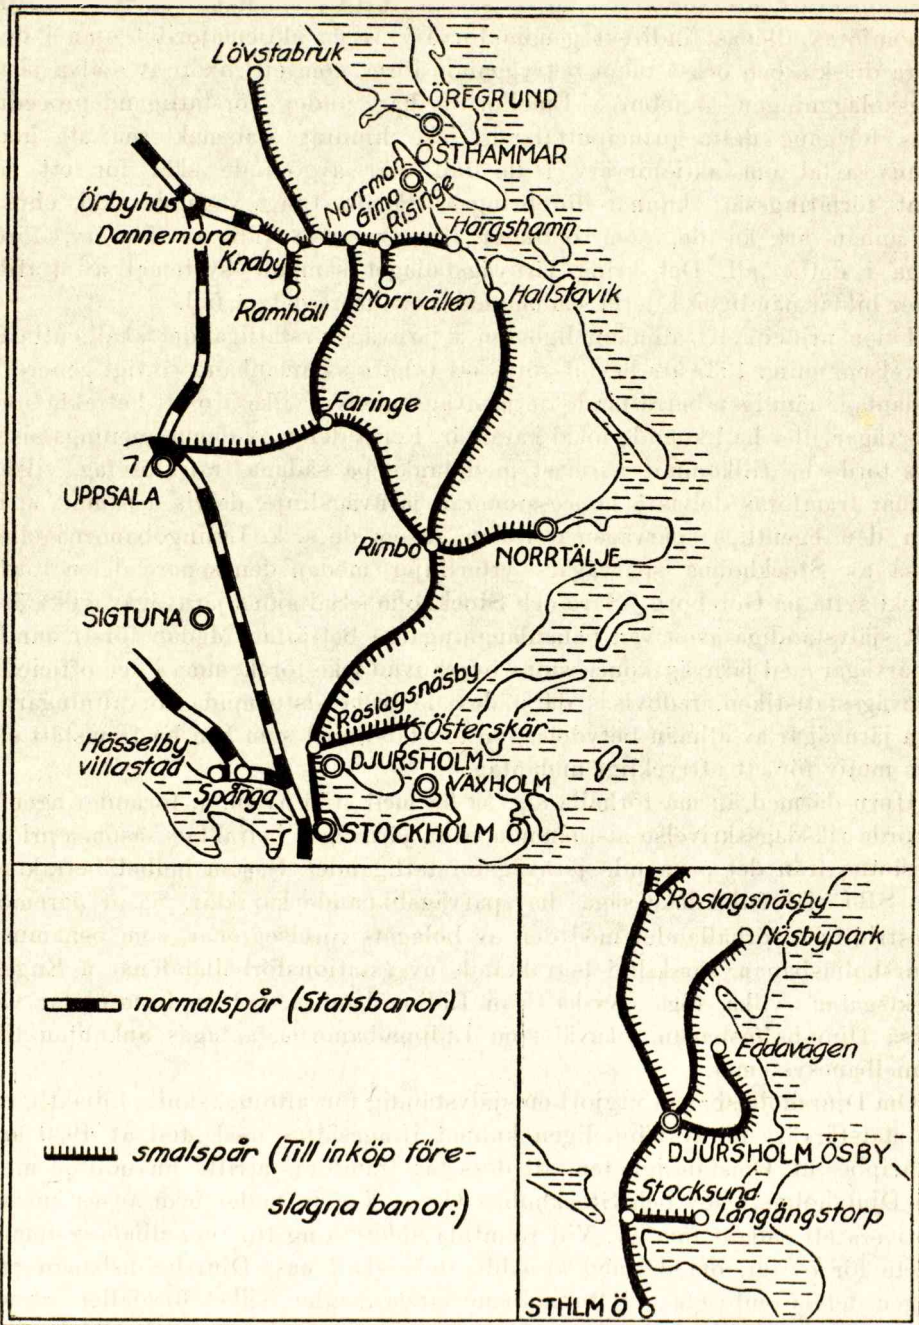 Lövstabruk
ÖREGRUND
ÖSTHAMMAR
Örbyhus
Dannemora
Knaby
Norrmon
Gimo
Risinge
Hargshamn
Ramhöll
Norrvällen
Hallstavik
Faringe
UPPSALA
Rimbo
NORRTÄLJE
SIGTUNA
Roslagsnäsby
Österskär
Hässelby-
villastad
Spånga
DJURSHOLM
VAXHOLM
STOCKHOLM Ö
normalspår (Statsbanor)
smalspår (Till inköp före-
slagna banor.)
Roslagsnäsby
Näsbypark
Eddavägen
DJURSHOLM ÖSBY
Stocksund
Långängstorp
STHLM Ö